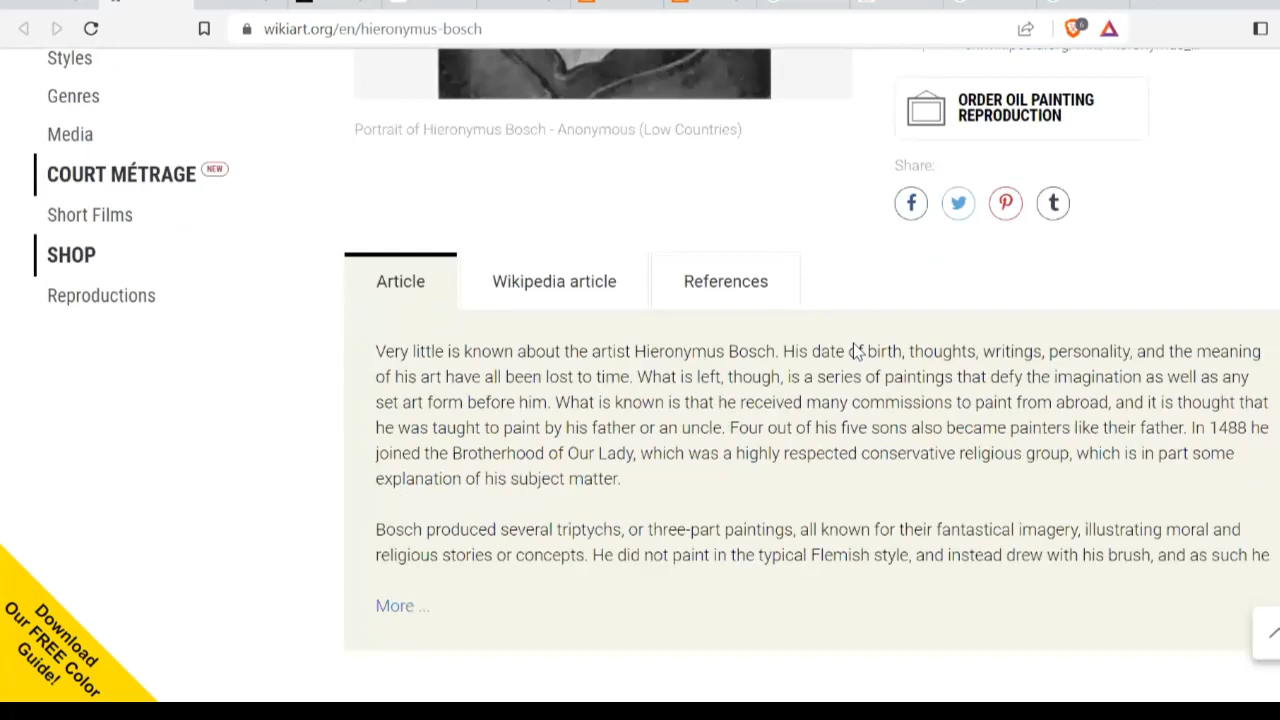 wikiart.org/en/hieronymus-bosch
6
Styles
Genres
Media
COURT MÉTRAGE NEW
Short Films
SHOP
Reproductions
Portrait of Hieronymus Bosch - Anonymous (Low Countries)
ORDER OIL PAINTING
REPRODUCTION
Share:
Article Wikipedia article References
Very little is known about the artist Hieronymus Bosch. His date of birth, thoughts, writings, personality, and the meaning
of his art have all been lost to time. What is left, though, is a series of paintings that defy the imagination as well as any
set art form before him. What is known is that he received many commissions to paint from abroad, and it is thought that
he was taught to paint by his father or an uncle. Four out of his five sons also became painters like their father. In 1488 he
joined the Brotherhood of Our Lady, which was a highly respected conservative religious group, which is in part some
explanation of his subject matter.
Bosch produced several triptychs, or three-part paintings, all known for their fantastical imagery, illustrating moral and
religious stories or concepts. He did not paint in the typical Flemish style, and instead drew with his brush, and as such he
More ...
Download
Our FREE Color
Guide!